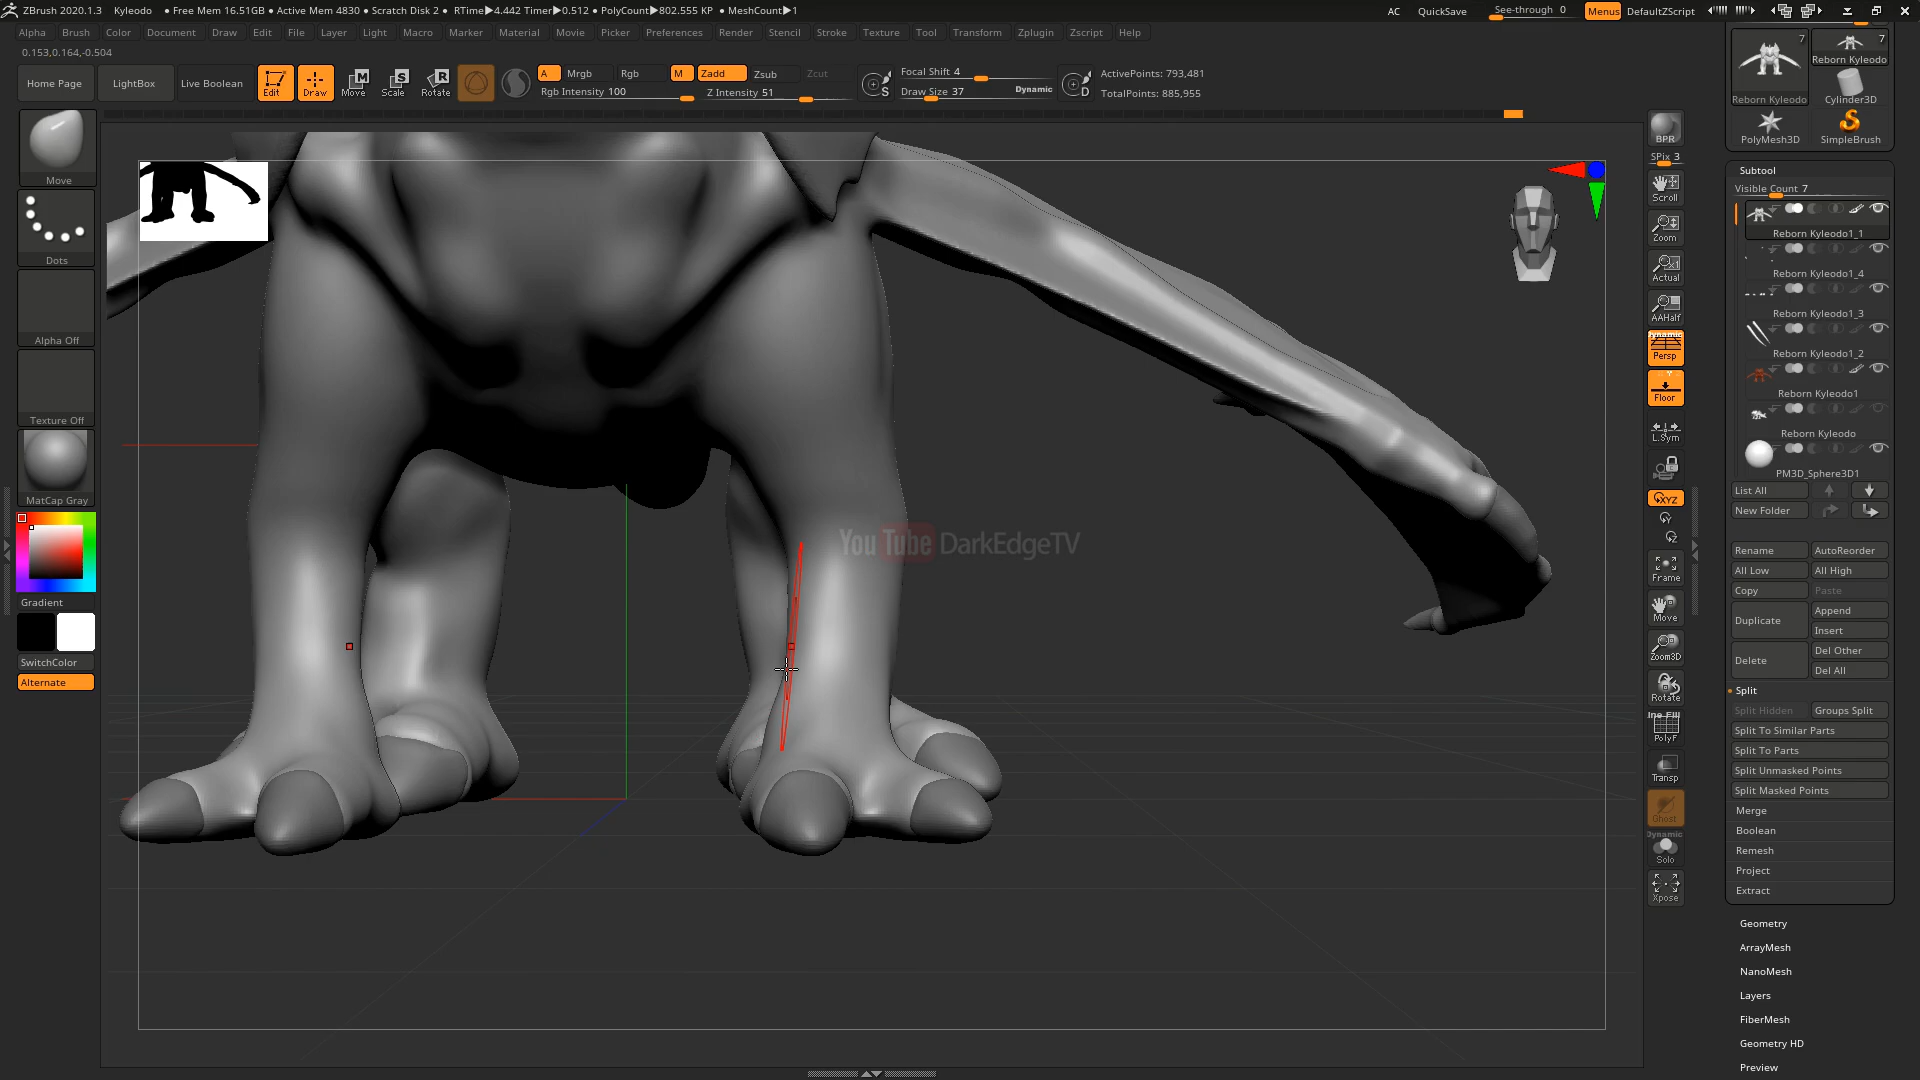 ZBrush 2020.1.3 Kyleodo • Free Mem 16.51GB • Active Mem 4830 • Scratch Disk 2 • RTime▶4.442 Timer▶0.512 • PolyCount▶802.555 KP • MeshCount▶1 AC QuickSave See-through 0 Menus DefaultZScript
Alpha Brush Color Document Draw Edit File Layer Light Macro Marker Material Movie Picker Preferences Render Stencil Stroke Texture Tool Transform Zplugin Zscript Help
0.153,0.164,-0.504
Home Page LightBox Live Boolean Edit Draw Move Scale Rotate
A Mrgb Rgb M Zadd Zsub Zcut
Rgb Intensity 100 Z Intensity 51
Focal Shift 4
Draw Size 37 Dynamic
ActivePoints: 793,481
TotalPoints: 885,955
Move
Dots
Alpha Off
Texture Off
MatCap Gray
Gradient
SwitchColor
Alternate
You Tube DarkEdgeTV
BPR
SPix 3
Scroll
Zoom
Actual
AAHalf
Dynamic
Persp
Floor
L.Sym
XYZ
Frame
Move
Zoom3D
Rotate
Line Fill
PolyF
Transp
Ghost
Dynamic
Solo
Xpose
7 7
Reborn Kyleodo
Reborn Kyleodo Cylinder3D
PolyMesh3D SimpleBrush
Subtool
Visible Count 7
Reborn Kyleodo1_1
Reborn Kyleodo1_4
Reborn Kyleodo1_3
Reborn Kyleodo1_2
Reborn Kyleodo1
Reborn Kyleodo
PM3D_Sphere3D1
List All
New Folder
Rename AutoReorder
All Low All High
Copy Paste
Duplicate Append
Insert
Delete Del Other
Del All
Split
Split Hidden Groups Split
Split To Similar Parts
Split To Parts
Split Unmasked Points
Split Masked Points
Merge
Boolean
Remesh
Project
Extract
Geometry
ArrayMesh
NanoMesh
Layers
FiberMesh
Geometry HD
Preview